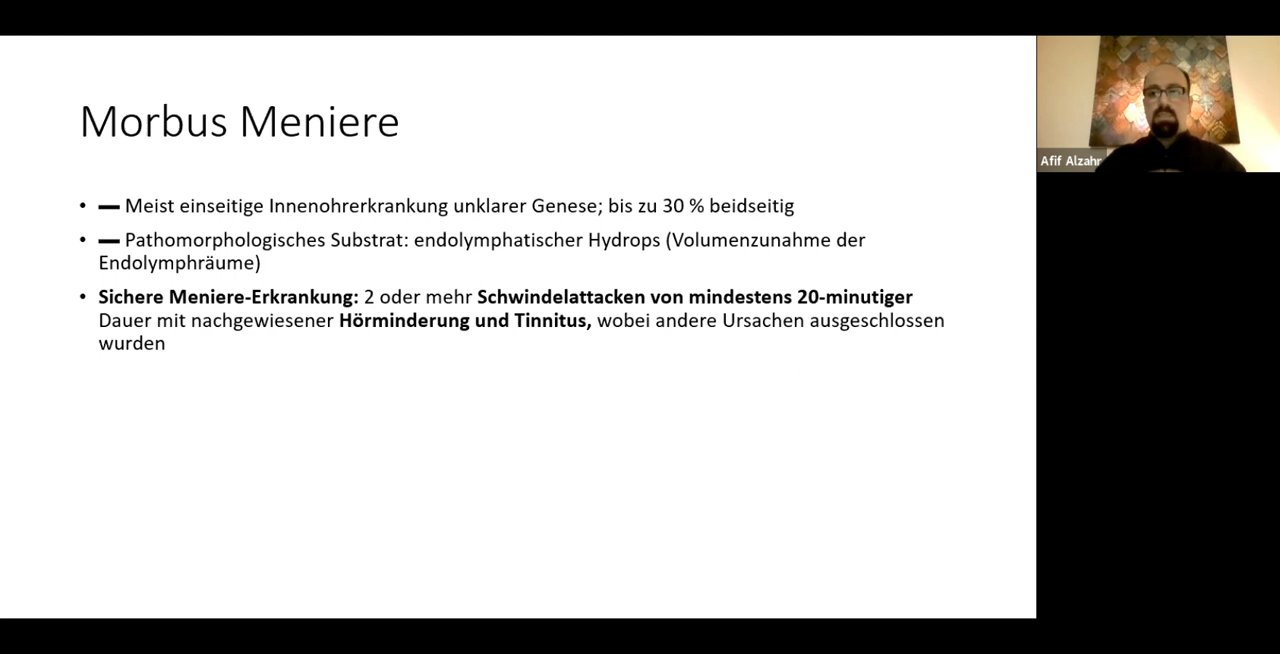 Morbus Meniere
• — Meist einseitige Innenohrerkrankung unklarer Genese; bis zu 30 % beidseitig
• — Pathomorphologisches Substrat: endolymphatischer Hydrops (Volumenzunahme der
Endolymphräume)
• Sichere Meniere-Erkrankung: 2 oder mehr Schwindelattacken von mindestens 20-minutiger
Dauer mit nachgewiesener Hörminderung und Tinnitus, wobei andere Ursachen ausgeschlossen
wurden
Afif Alzahr